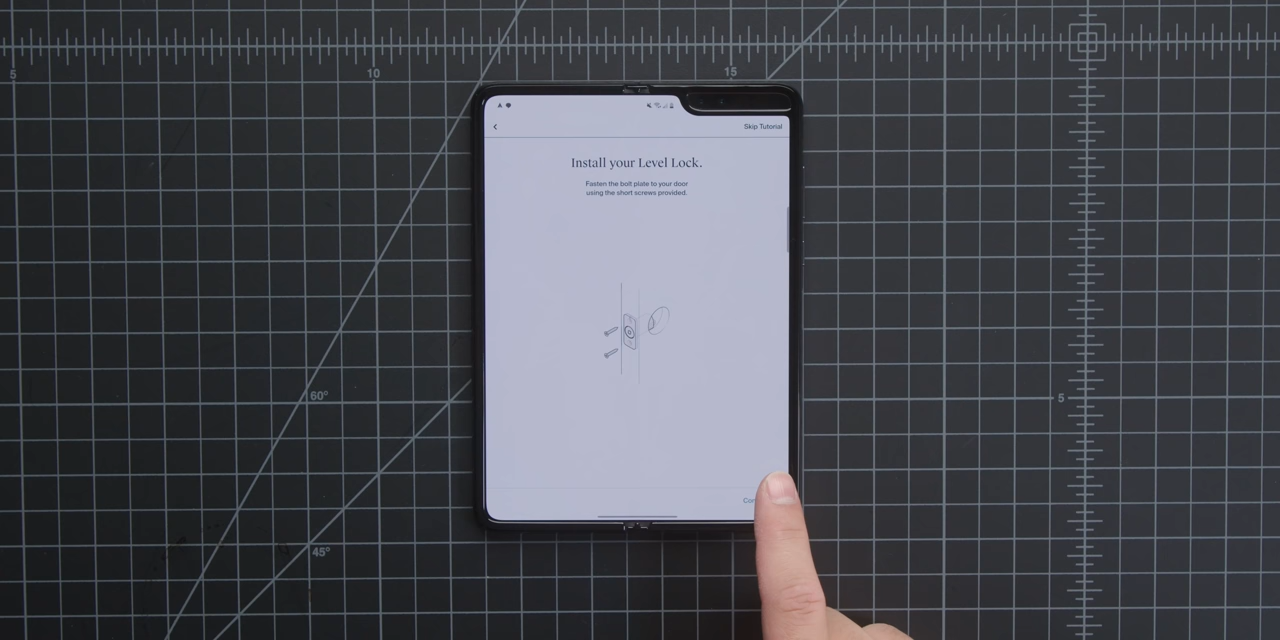 5
10
15
Skip Tutorial
Install your Level Lock.
Fasten the bolt plate to your door
using the short screws provided.
60°
5
45°